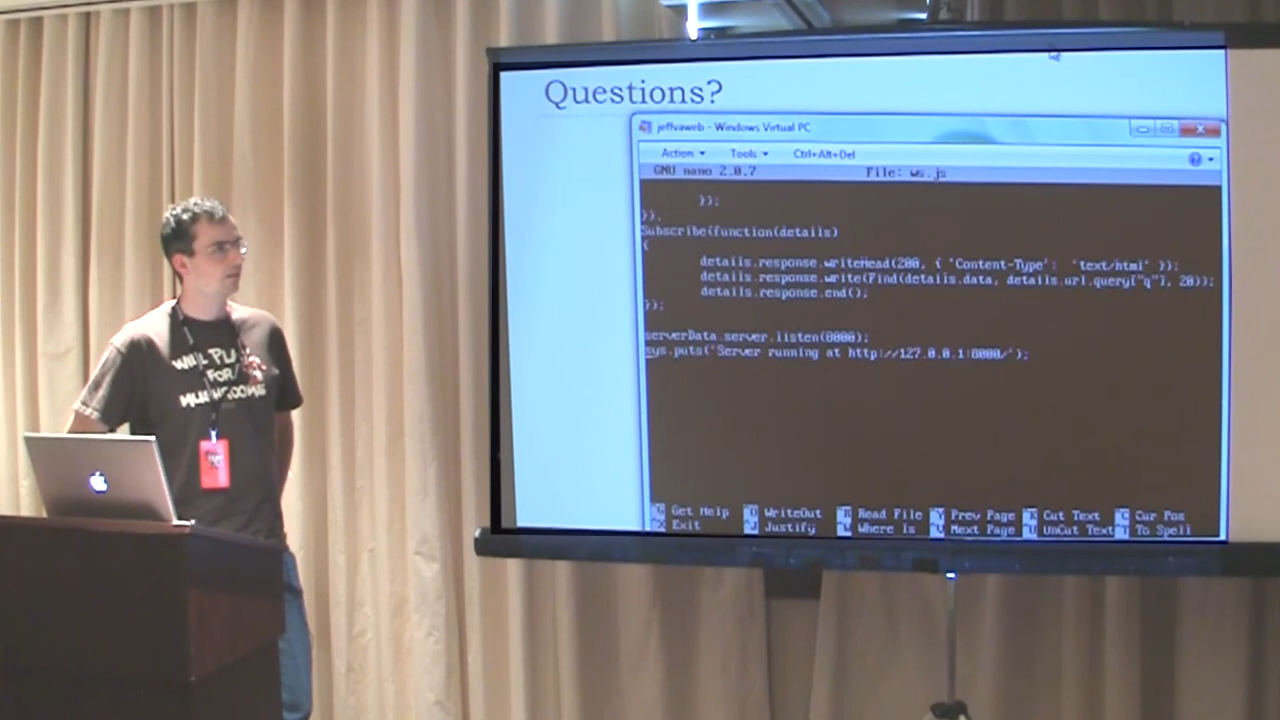 Questions?
jeffvaweb - Windows Virtual PC
Action Tools Ctrl+Alt+Del
GNU nano 2.0.7 File: ws.js
});
}).
Subscribe(function(details)
{
details.response.writeHead(200, { 'Content-Type': 'text/html' });
details.response.write(Find(details.data, details.url.query["q"], 20));
details.response.end();
});
serverData.server.listen(8000);
sys.puts('Server running at http://127.0.0.1:8000/');
^G Get Help ^O WriteOut ^R Read File ^Y Prev Page ^K Cut Text ^C Cur Pos
^X Exit ^J Justify ^W Where Is ^V Next Page ^U UnCut Text ^T To Spell
WILL PLAY
FOR
MUSHROOMS